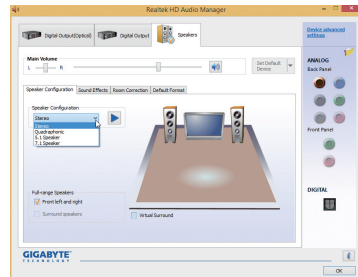 Realtek HD Audio Manager
Digital Output(Optical)
Digital Output
Speakers
Device advanced settings
Main Volume
L
R
Set Default Device
ANALOG
Back Panel
Speaker Configuration
Sound Effects
Room Correction
Default Format
Speaker Configuration
Stereo
Stereo
Quadraphonic
5.1 Speaker
7.1 Speaker
Front Panel
Full-range Speakers
Front left and right
Surround speakers
Virtual Surround
DIGITAL
GIGABYTE
TECHNOLOGY
OK